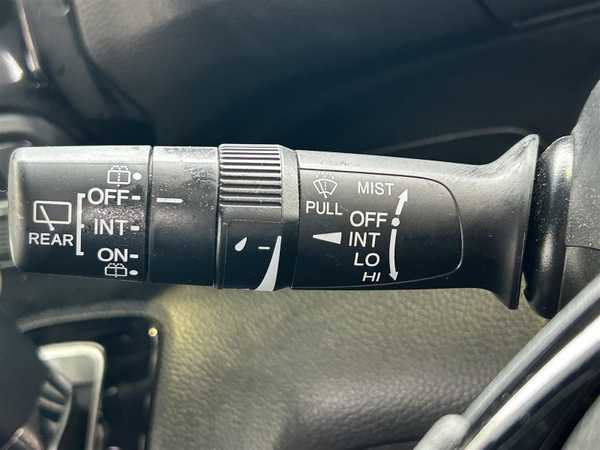 OFF
INT
ON
REAR
PULL
MIST
OFF
INT
LO
HI